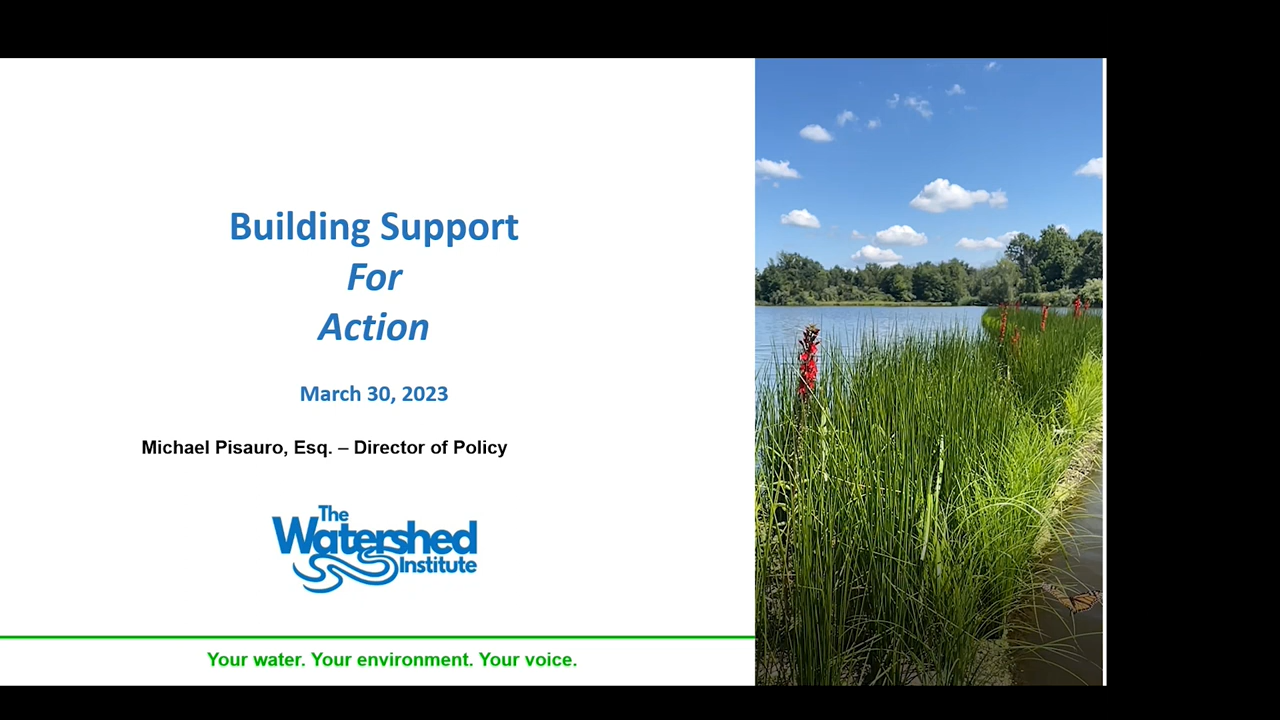 Building Support
For
Action
March 30, 2023
Michael Pisauro, Esq. – Director of Policy
The
Watershed
Institute
Your water. Your environment. Your voice.